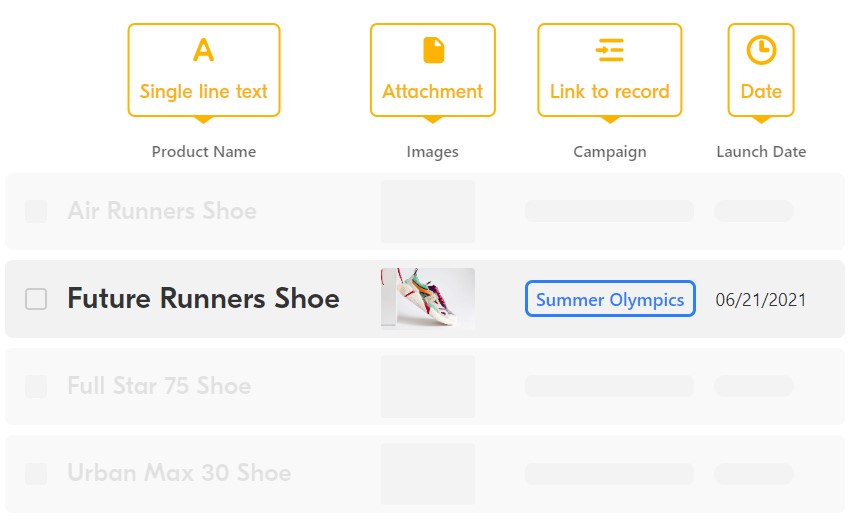 Single line text
Attachment
Link to record
Date
Product Name
Images
Campaign
Launch Date
Air Runners Shoe
Future Runners Shoe
Summer Olympics
06/21/2021
Full Star 75 Shoe
Urban Max 30 Shoe